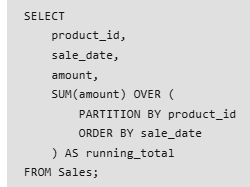 SELECT
    product_id,
    sale_date,
    amount,
    SUM(amount) OVER (
        PARTITION BY product_id
        ORDER BY sale_date
    ) AS running_total
FROM Sales;